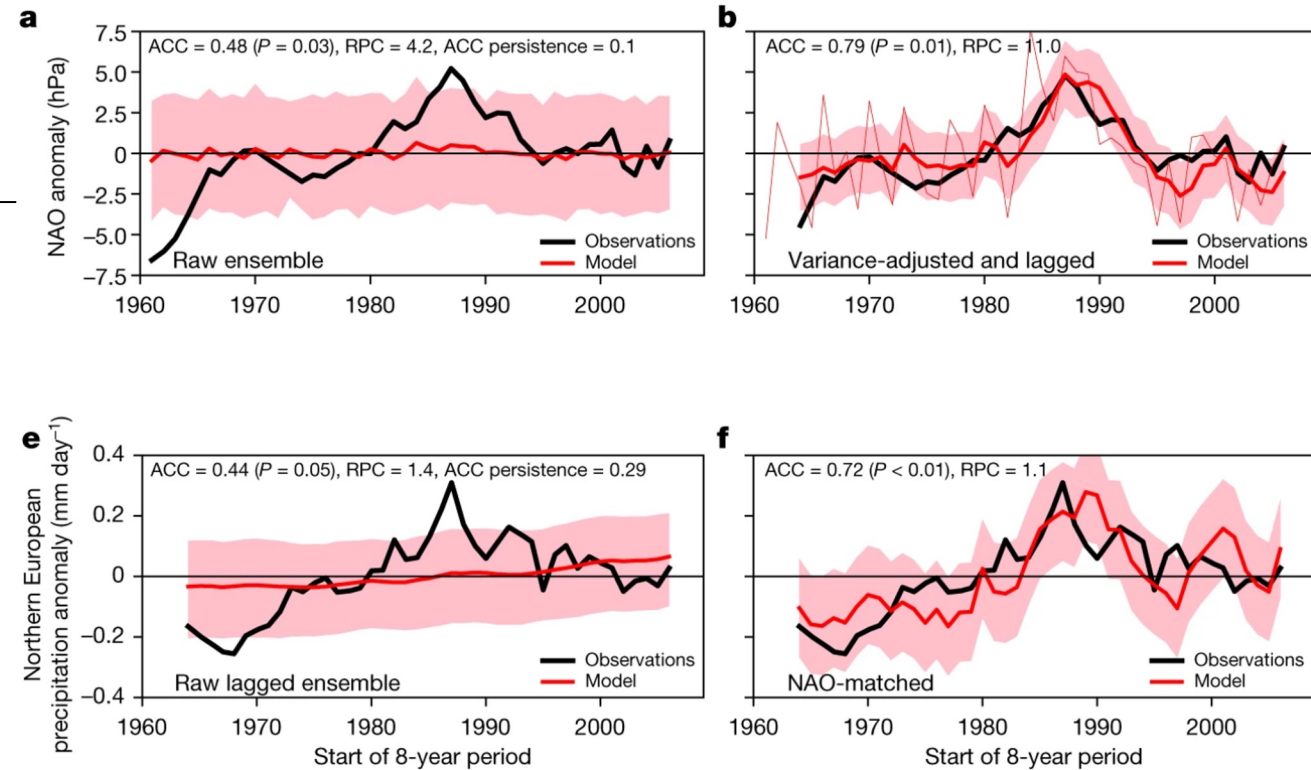 a
NAO anomaly (hPa)
7.5
5.0
2.5
0
−2.5
−5.0
−7.5
ACC = 0.48 (P = 0.03), RPC = 4.2, ACC persistence = 0.1
Observations
Model
Raw ensemble
1960 1970 1980 1990 2000
b
ACC = 0.79 (P = 0.01), RPC = 11.0
Observations
Model
Variance-adjusted and lagged
1960 1970 1980 1990 2000
e
Northern European
precipitation anomaly (mm day−1)
0.4
0.2
0
−0.2
−0.4
ACC = 0.44 (P = 0.05), RPC = 1.4, ACC persistence = 0.29
Observations
Model
Raw lagged ensemble
1960 1970 1980 1990 2000
Start of 8-year period
f
ACC = 0.72 (P < 0.01), RPC = 1.1
Observations
Model
NAO-matched
1960 1970 1980 1990 2000
Start of 8-year period